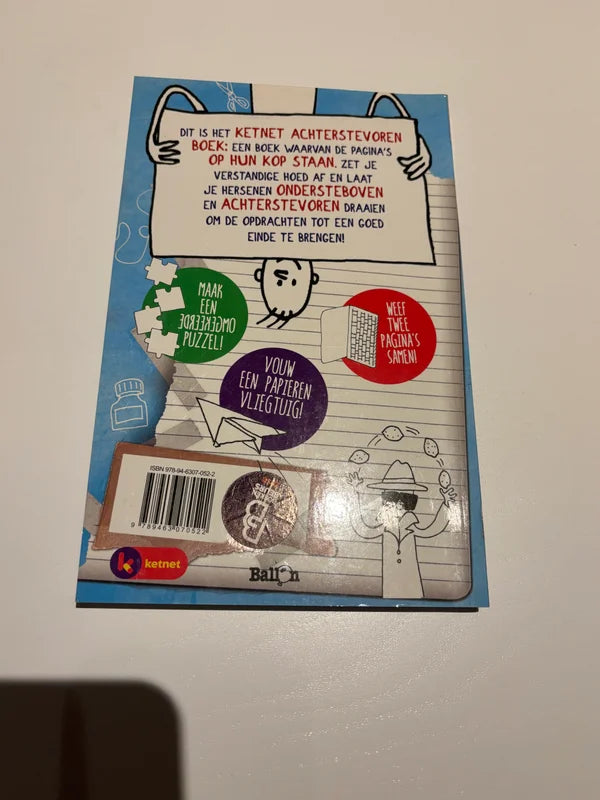 DIT IS HET KETNET ACHTERSTEVOREN
BOEK: EEN BOEK WAARVAN DE PAGINA'S
OP HUN KOP STAAN. ZET JE
VERSTANDIGE HOED AF EN LAAT
JE HERSENEN ONDERSTEBOVEN
EN ACHTERSTEVOREN DRAAIEN
OM DE OPDRACHTEN TOT EEN GOED
EINDE TE BRENGEN!
MAAK
EEN
OMGEKEERDE
PUZZEL!
WEEF
TWEE
PAGINA'S
SAMEN!
VOUW
EEN PAPIEREN
VLIEGTUIG!
ISBN 978-94-6307-052-2
9 789463 070522
ketnet
Ballon